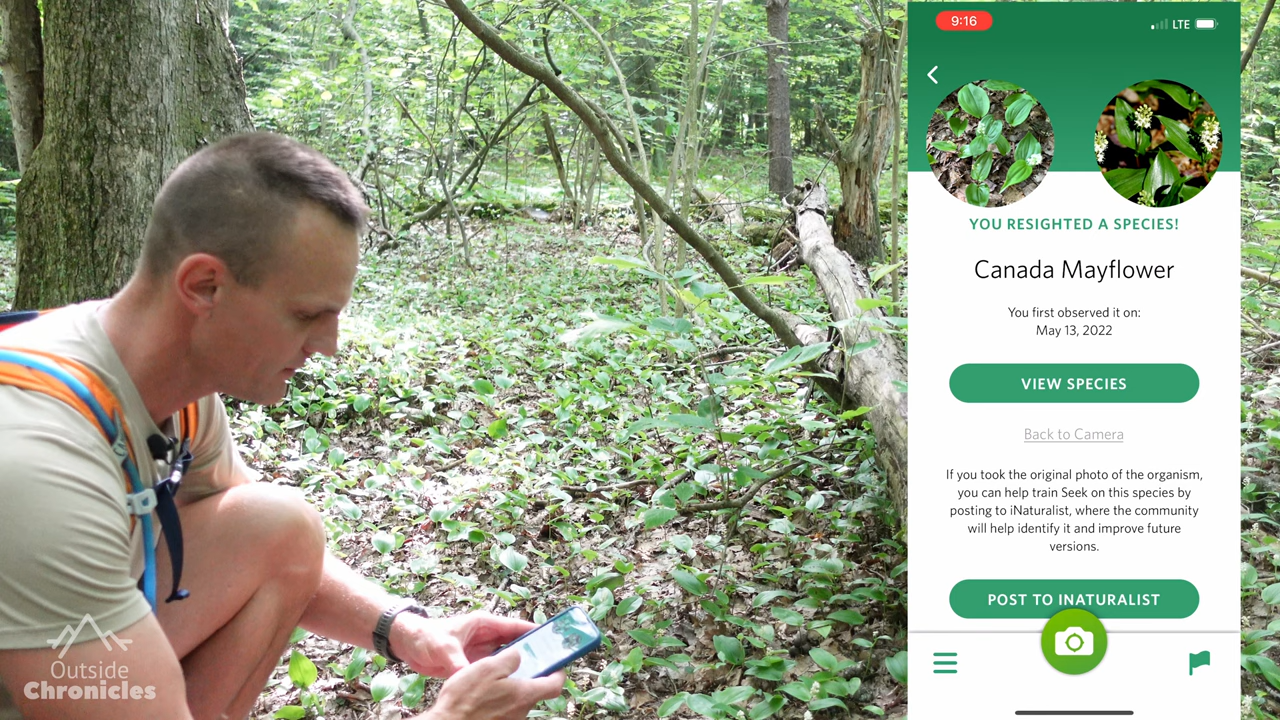 9:16
LTE
YOU RESIGHTED A SPECIES!
Canada Mayflower
You first observed it on:
May 13, 2022
VIEW SPECIES
Back to Camera
If you took the original photo of the organism,
you can help train Seek on this species by
posting to iNaturalist, where the community
will help identify it and improve future
versions.
POST TO INATURALIST
Outside
Chronicles